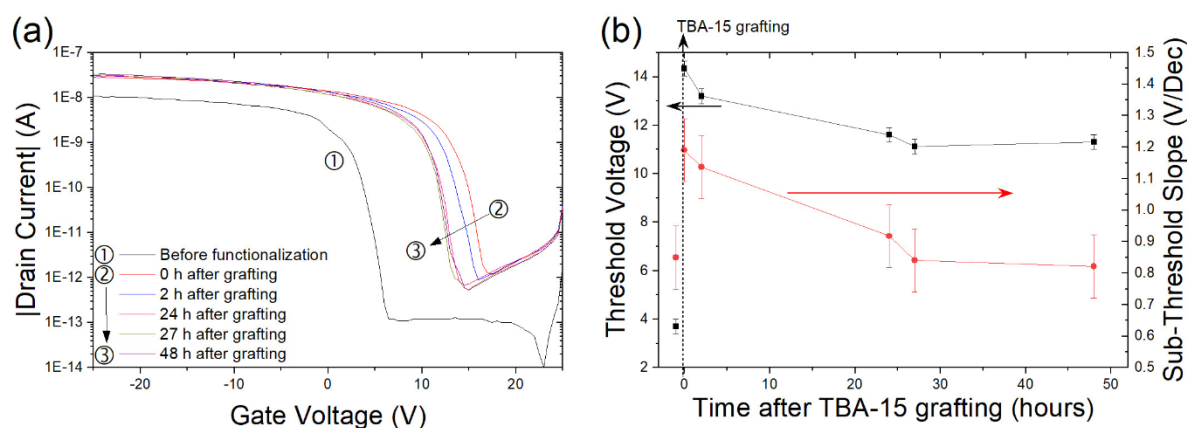 (a)
1E-7
1E-8
1E-9
1E-10
1E-11
1E-12
1E-13
1E-14
|Drain Current| (A)
①
②
③
① Before functionalization
② 0 h after grafting
2 h after grafting
24 h after grafting
27 h after grafting
③ 48 h after grafting
-20 -10 0 10 20
Gate Voltage (V)
(b)
TBA-15 grafting
14
12
10
8
6
4
2
Threshold Voltage (V)
1.5
1.4
1.3
1.2
1.1
1.0
0.9
0.8
0.7
0.6
0.5
Sub-Threshold Slope (V/Dec)
0 10 20 30 40 50
Time after TBA-15 grafting (hours)